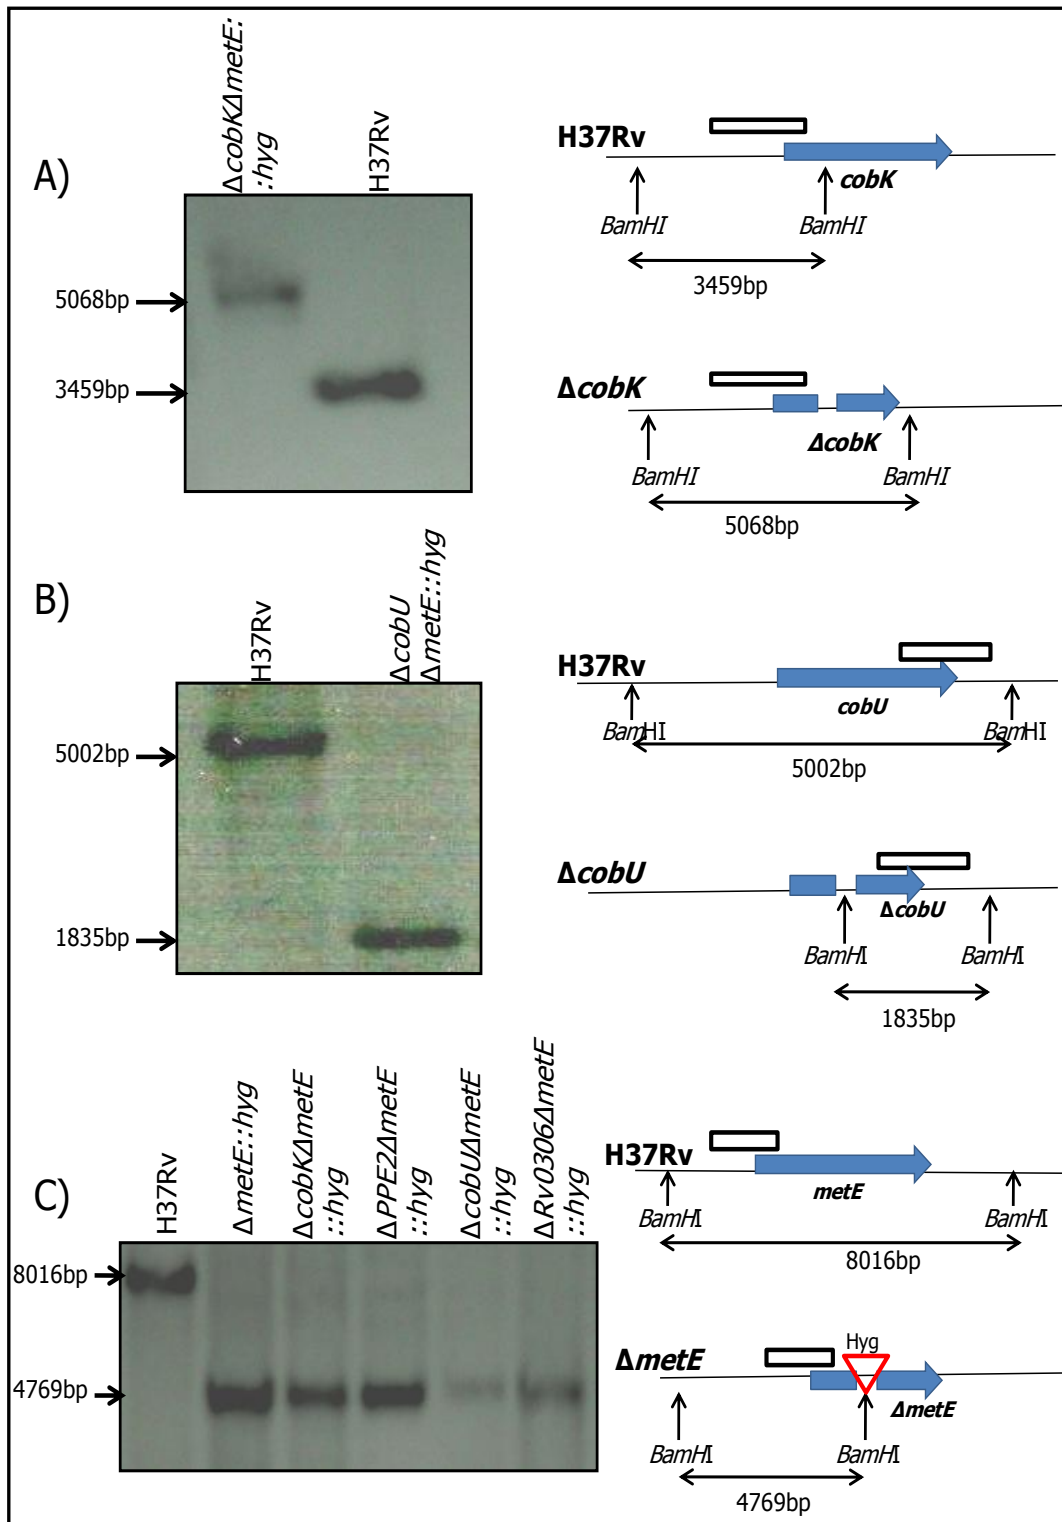 A)
ΔcobKΔmetE:
:hyg
H37Rv
5068bp
3459bp
H37Rv
cobK
BamHI
BamHI
3459bp
ΔcobK
ΔcobK
BamHI
BamHI
5068bp
B)
H37Rv
ΔcobU
ΔmetE::hyg
5002bp
1835bp
H37Rv
cobU
BamHI
BamHI
5002bp
ΔcobU
ΔcobU
BamHI
BamHI
1835bp
C)
H37Rv
ΔmetE::hyg
ΔcobKΔmetE
::hyg
ΔPPE2ΔmetE
::hyg
ΔcobUΔmetE
::hyg
ΔRv0306ΔmetE
::hyg
8016bp
4769bp
H37Rv
metE
BamHI
BamHI
8016bp
Hyg
ΔmetE
ΔmetE
BamHI
BamHI
4769bp